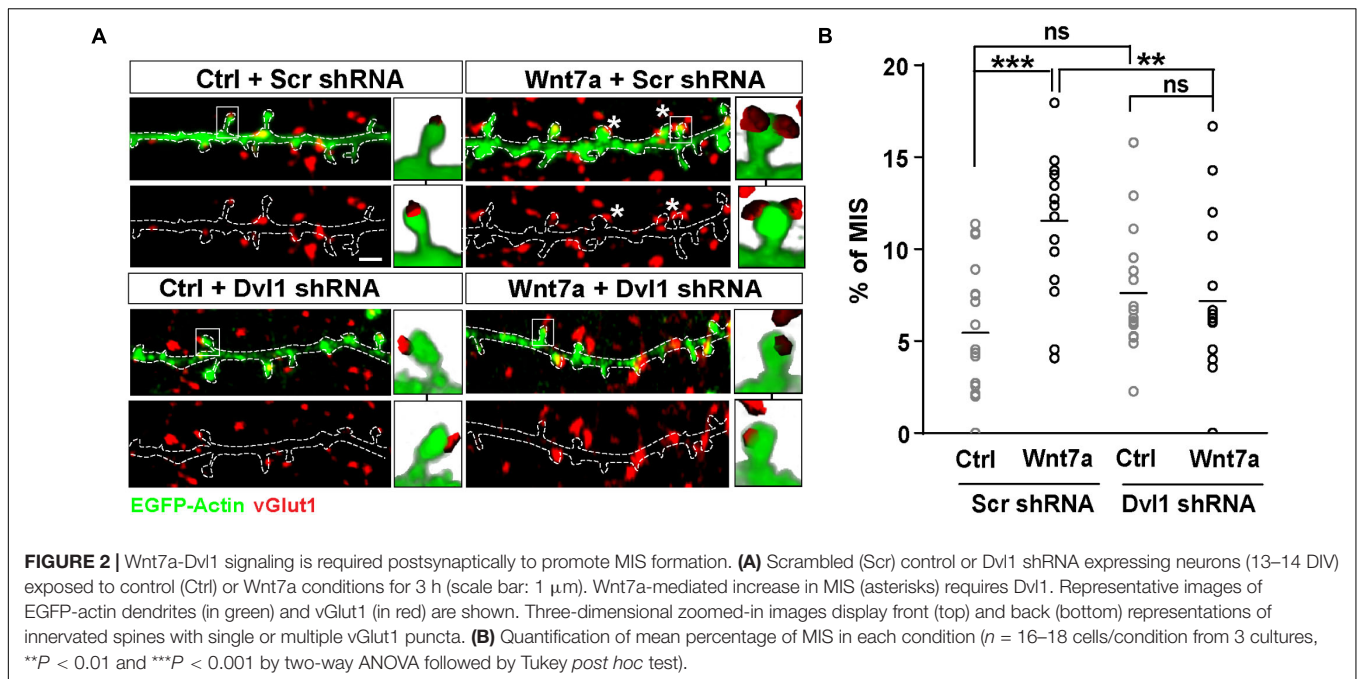 A
Ctrl + Scr shRNA
Wnt7a + Scr shRNA
*
*
*
*
Ctrl + Dvl1 shRNA
Wnt7a + Dvl1 shRNA
EGFP-Actin vGlut1
B
ns
***
**
ns
20
15
10
5
0
% of MIS
Ctrl Wnt7a Ctrl Wnt7a
Scr shRNA Dvl1 shRNA
FIGURE 2 | Wnt7a-Dvl1 signaling is required postsynaptically to promote MIS formation. (A) Scrambled (Scr) control or Dvl1 shRNA expressing neurons (13–14 DIV)
exposed to control (Ctrl) or Wnt7a conditions for 3 h (scale bar: 1 μm). Wnt7a-mediated increase in MIS (asterisks) requires Dvl1. Representative images of
EGFP-actin dendrites (in green) and vGlut1 (in red) are shown. Three-dimensional zoomed-in images display front (top) and back (bottom) representations of
innervated spines with single or multiple vGlut1 puncta. (B) Quantification of mean percentage of MIS in each condition (n = 16–18 cells/condition from 3 cultures,
**P < 0.01 and ***P < 0.001 by two-way ANOVA followed by Tukey post hoc test).